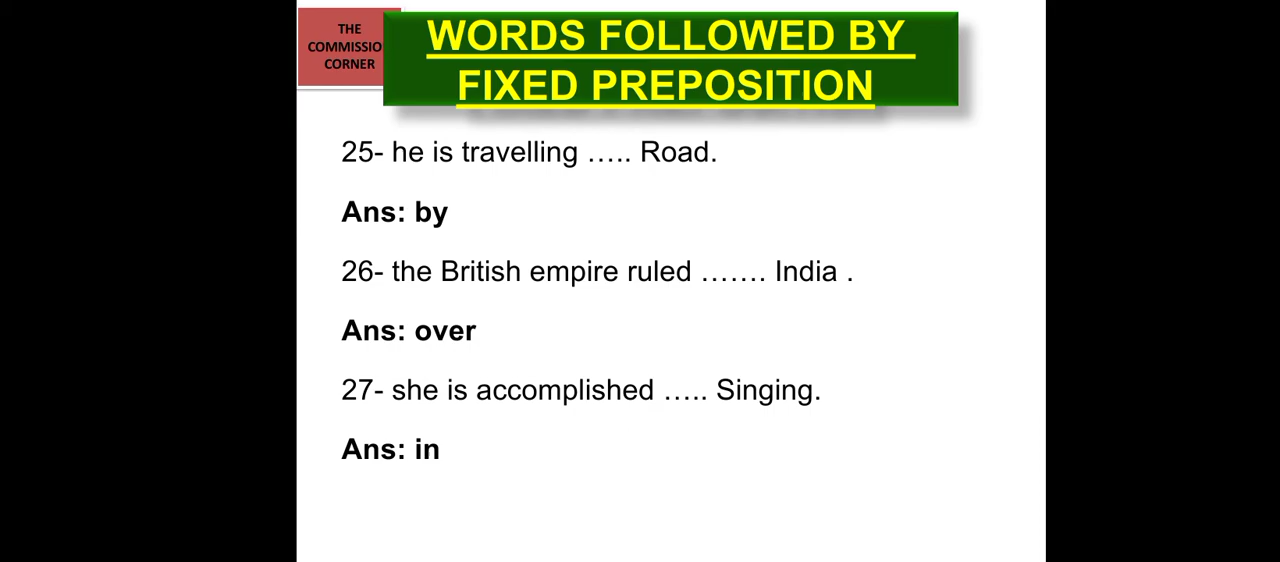 THE
COMMISSIO
CORNER
WORDS FOLLOWED BY
FIXED PREPOSITION
25- he is travelling ..... Road.
Ans: by
26- the British empire ruled ....... India .
Ans: over
27- she is accomplished ..... Singing.
Ans: in